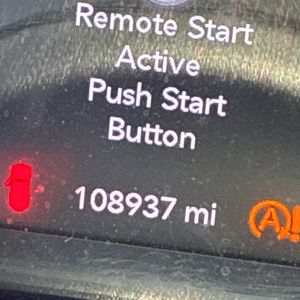 Remote Start
Active
Push Start
Button
108937 mi
A